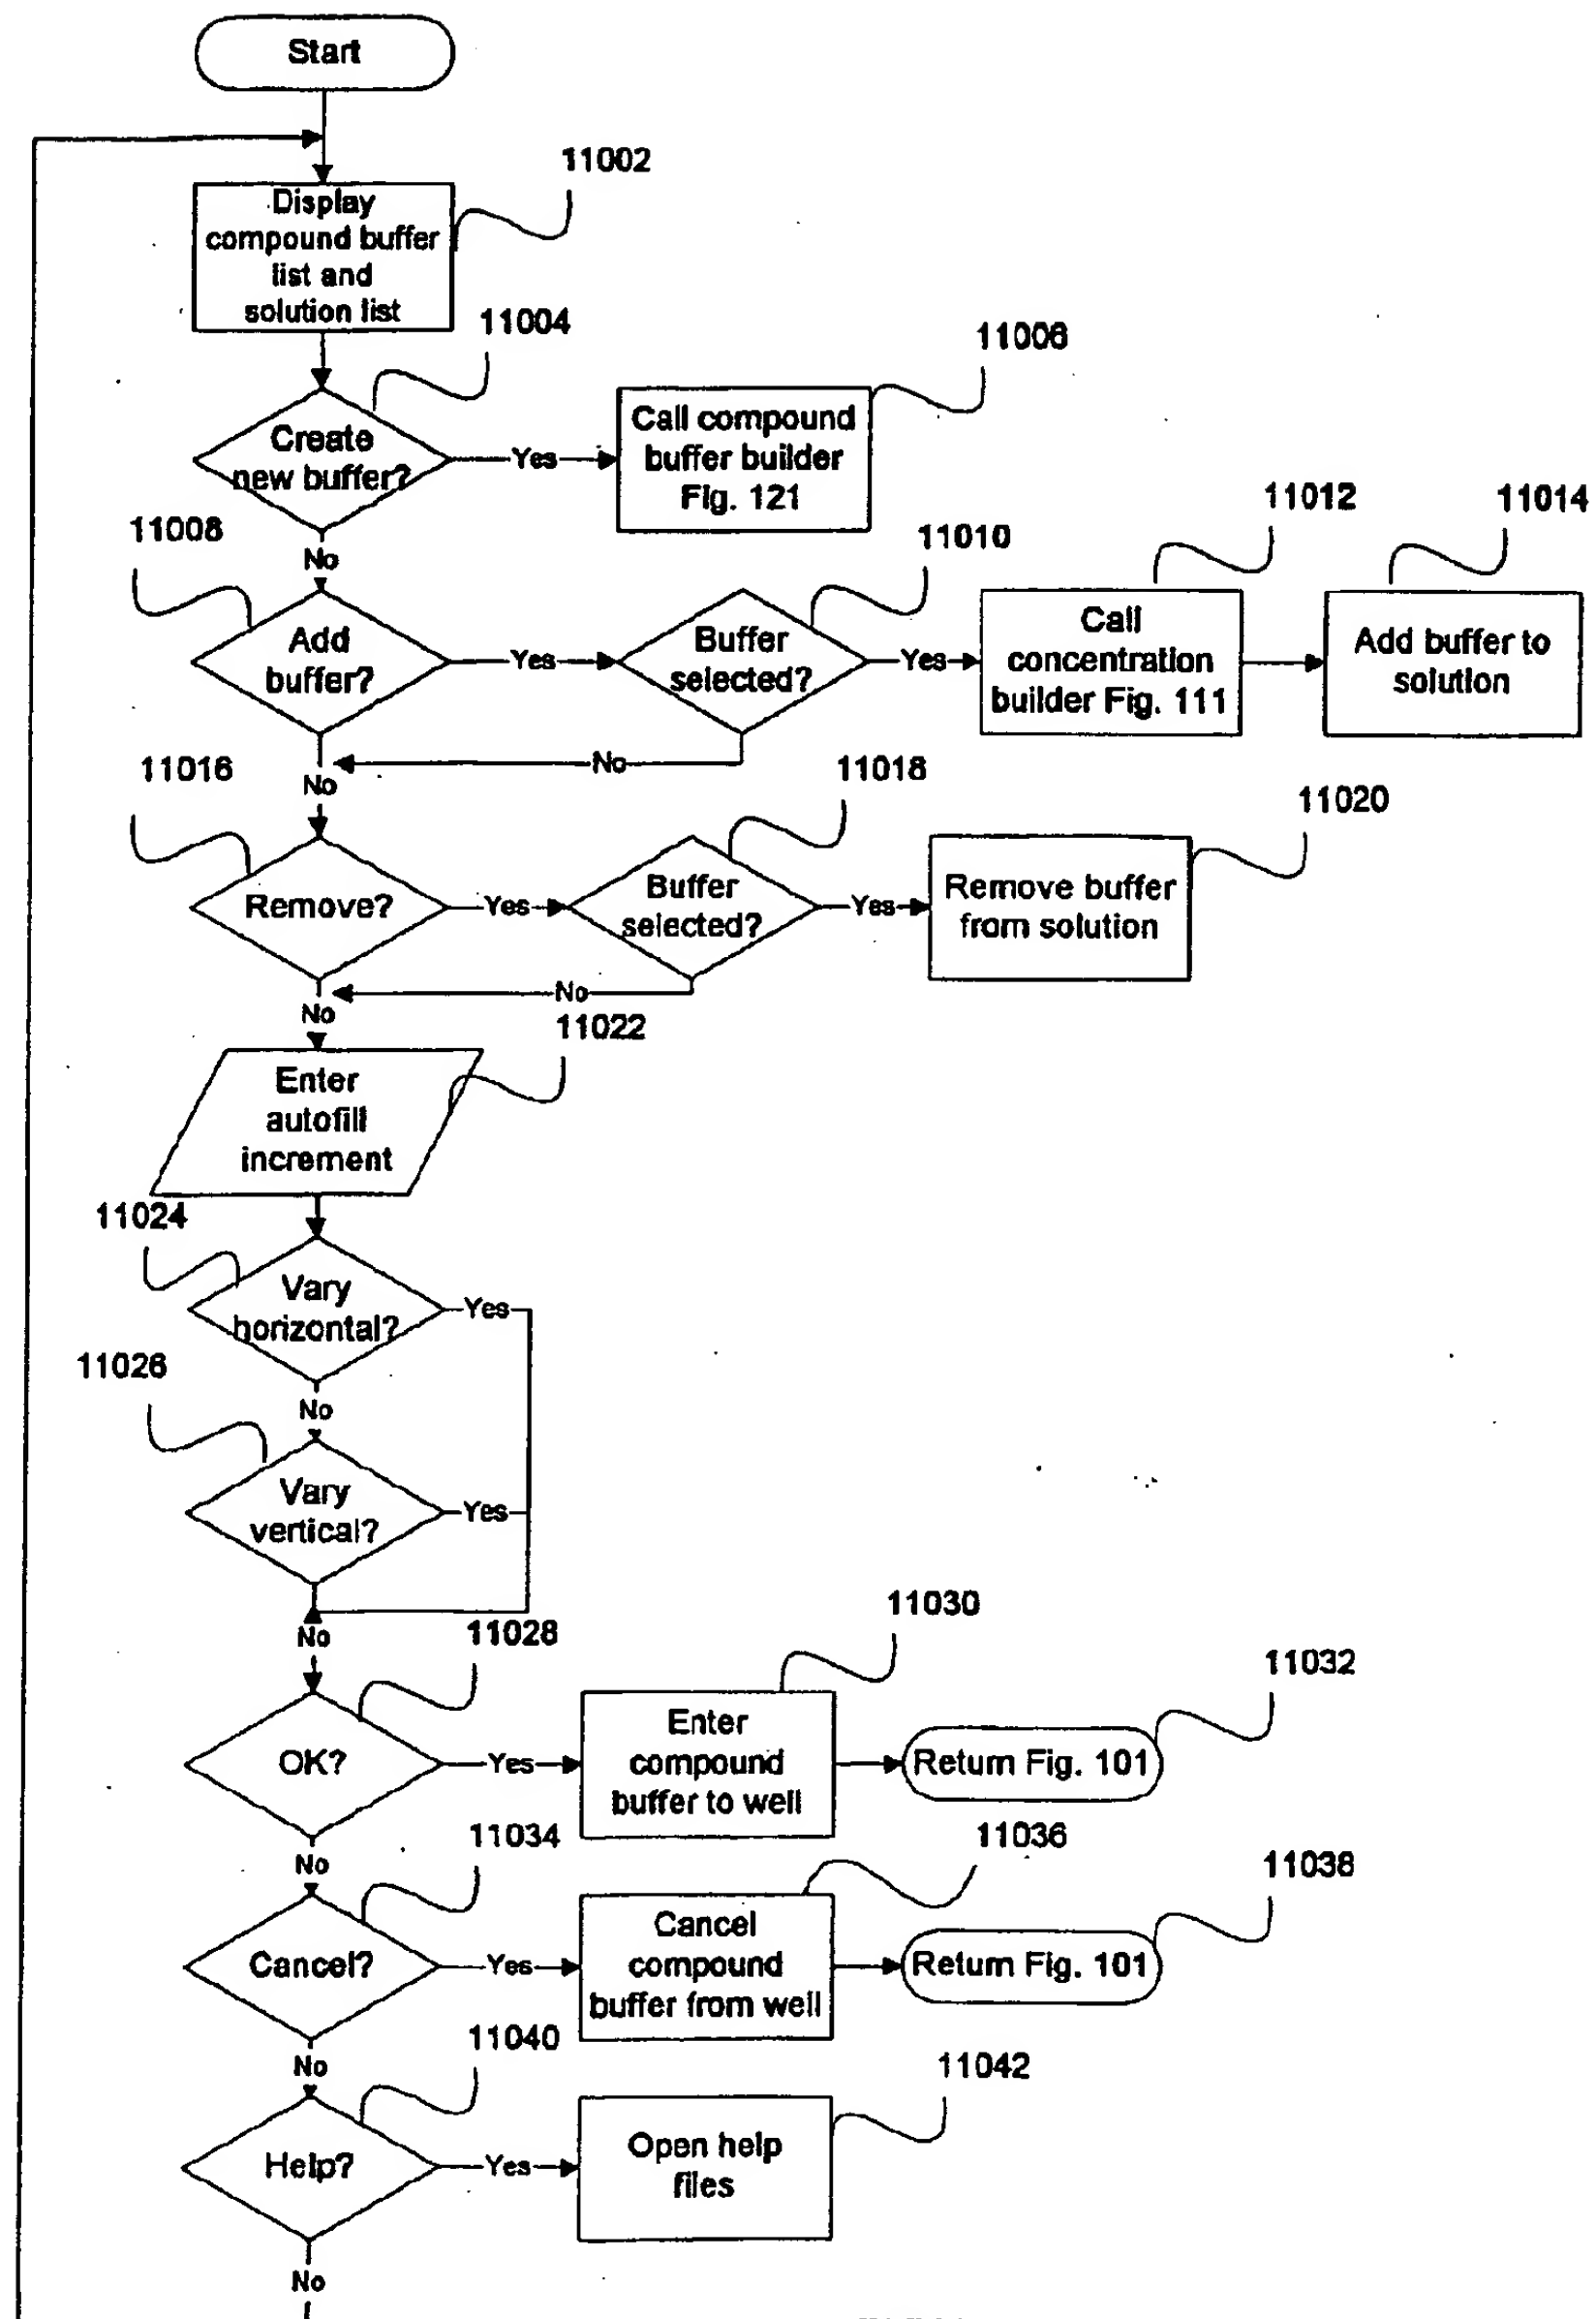 Start
11002
Display
compound buffer
list and
solution list
11004
11006
Create
new buffer?
Yes
Call compound
buffer builder
Fig. 121
11008
No
11010
11012
11014
Add
buffer?
Yes
Buffer
selected?
Yes
Call
concentration
builder Fig. 111
Add buffer to
solution
No
11016
No
11018
11020
Remove?
Yes
Buffer
selected?
Yes
Remove buffer
from solution
No
No
11022
Enter
autofill
increment
11024
Vary
horizontal?
Yes
11026
No
Vary
vertical?
Yes
No
11028
11030
11032
OK?
Yes
Enter
compound
buffer to well
Return Fig. 101
No
11034
11036
11038
Cancel?
Yes
Cancel
compound
buffer from well
Return Fig. 101
No
11040
11042
Help?
Yes
Open help
files
No